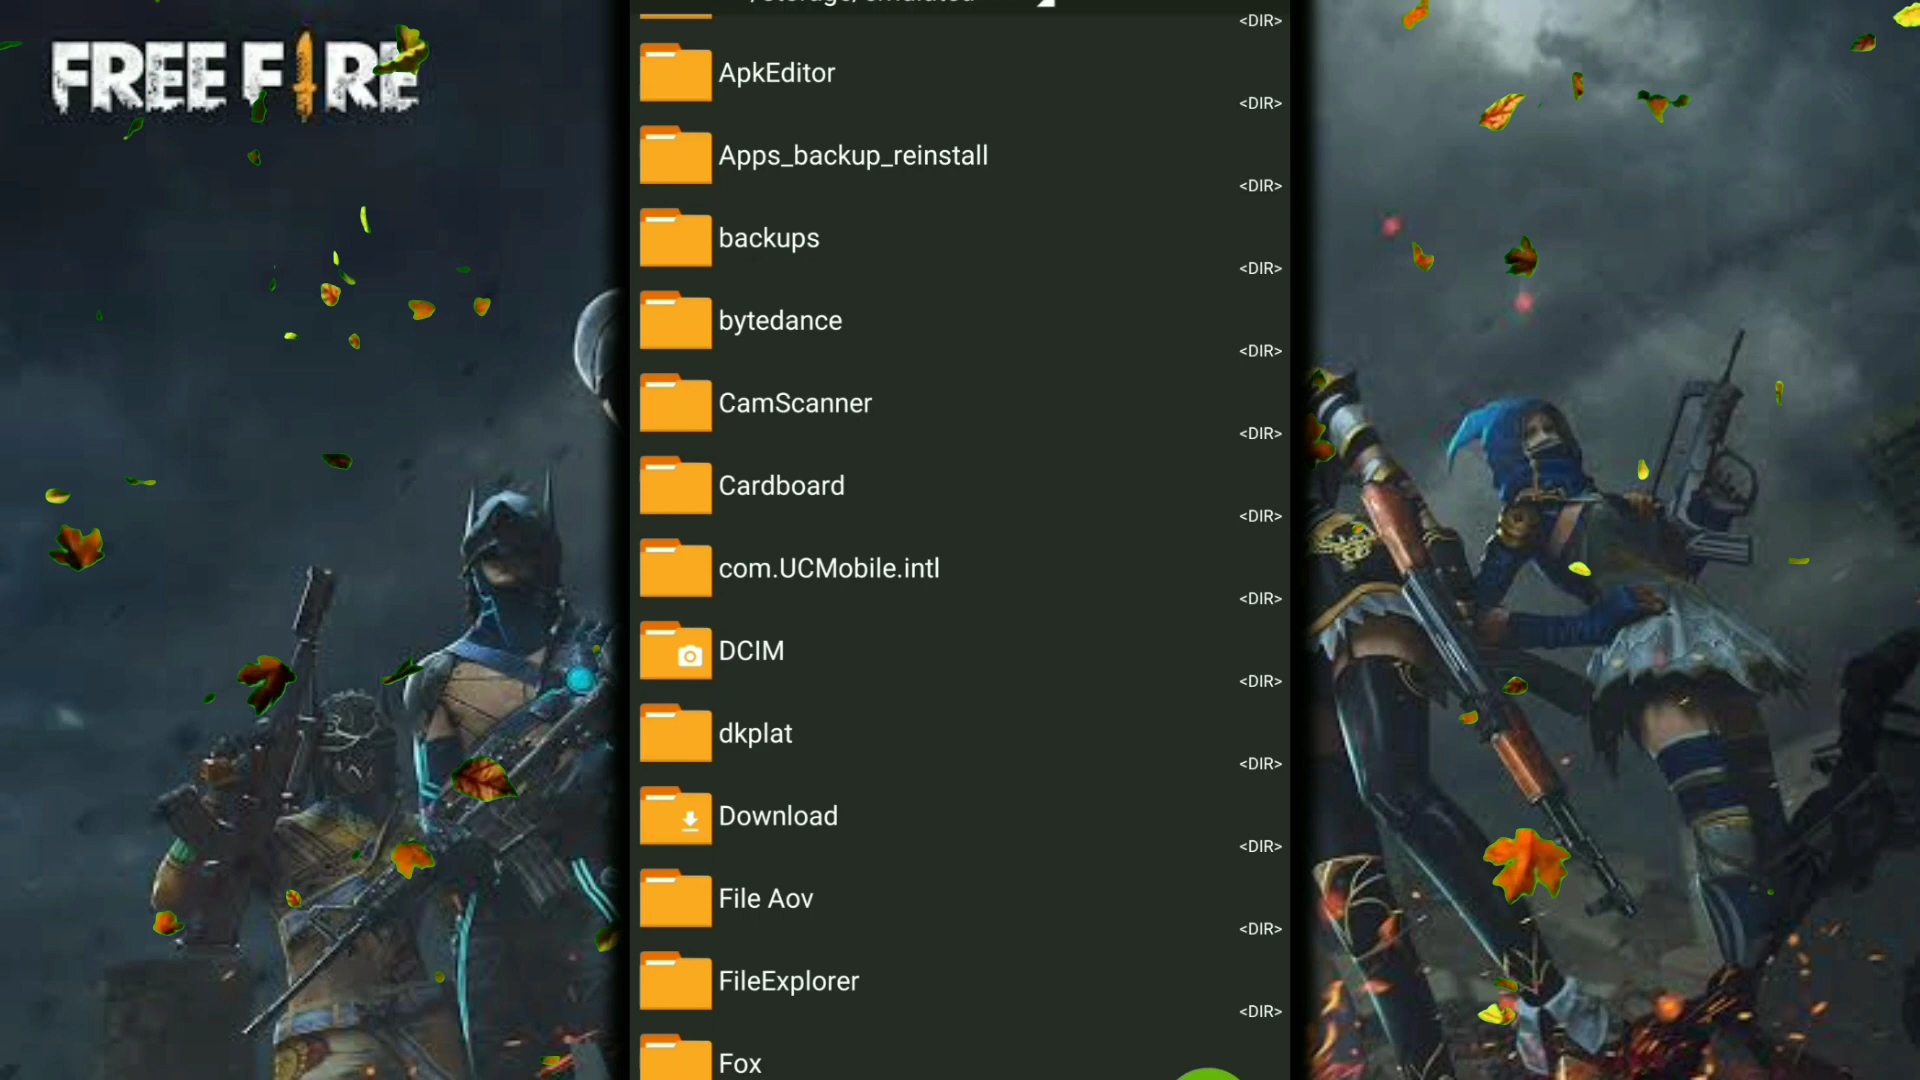 FREE FIRE
<DIR>
ApkEditor
<DIR>
Apps_backup_reinstall
<DIR>
backups
<DIR>
bytedance
<DIR>
CamScanner
<DIR>
Cardboard
<DIR>
com.UCMobile.intl
<DIR>
DCIM
<DIR>
dkplat
<DIR>
Download
<DIR>
File Aov
<DIR>
FileExplorer
<DIR>
Fox